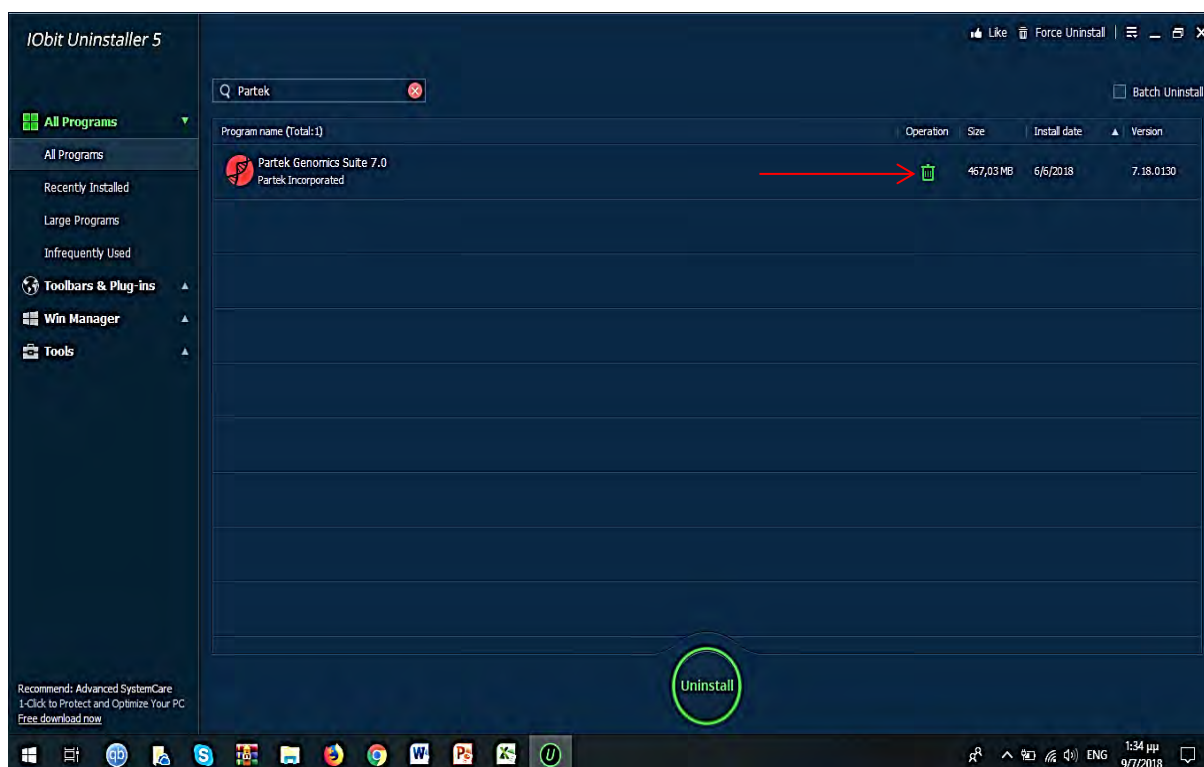 IObit Uninstaller 5
Like Force Uninstall
Partek
Batch Uninstall
All Programs
Program name (Total:1) Operation Size Install date Version
All Programs
Partek Genomics Suite 7.0
Partek Incorporated
467,03 MB 6/6/2018 7.18.0130
Recently Installed
Large Programs
Infrequently Used
Toolbars & Plug-ins
Win Manager
Tools
Uninstall
Recommend: Advanced SystemCare
1-Click to Protect and Optimize Your PC
Free download now
ENG
1:34 μμ
9/7/2018